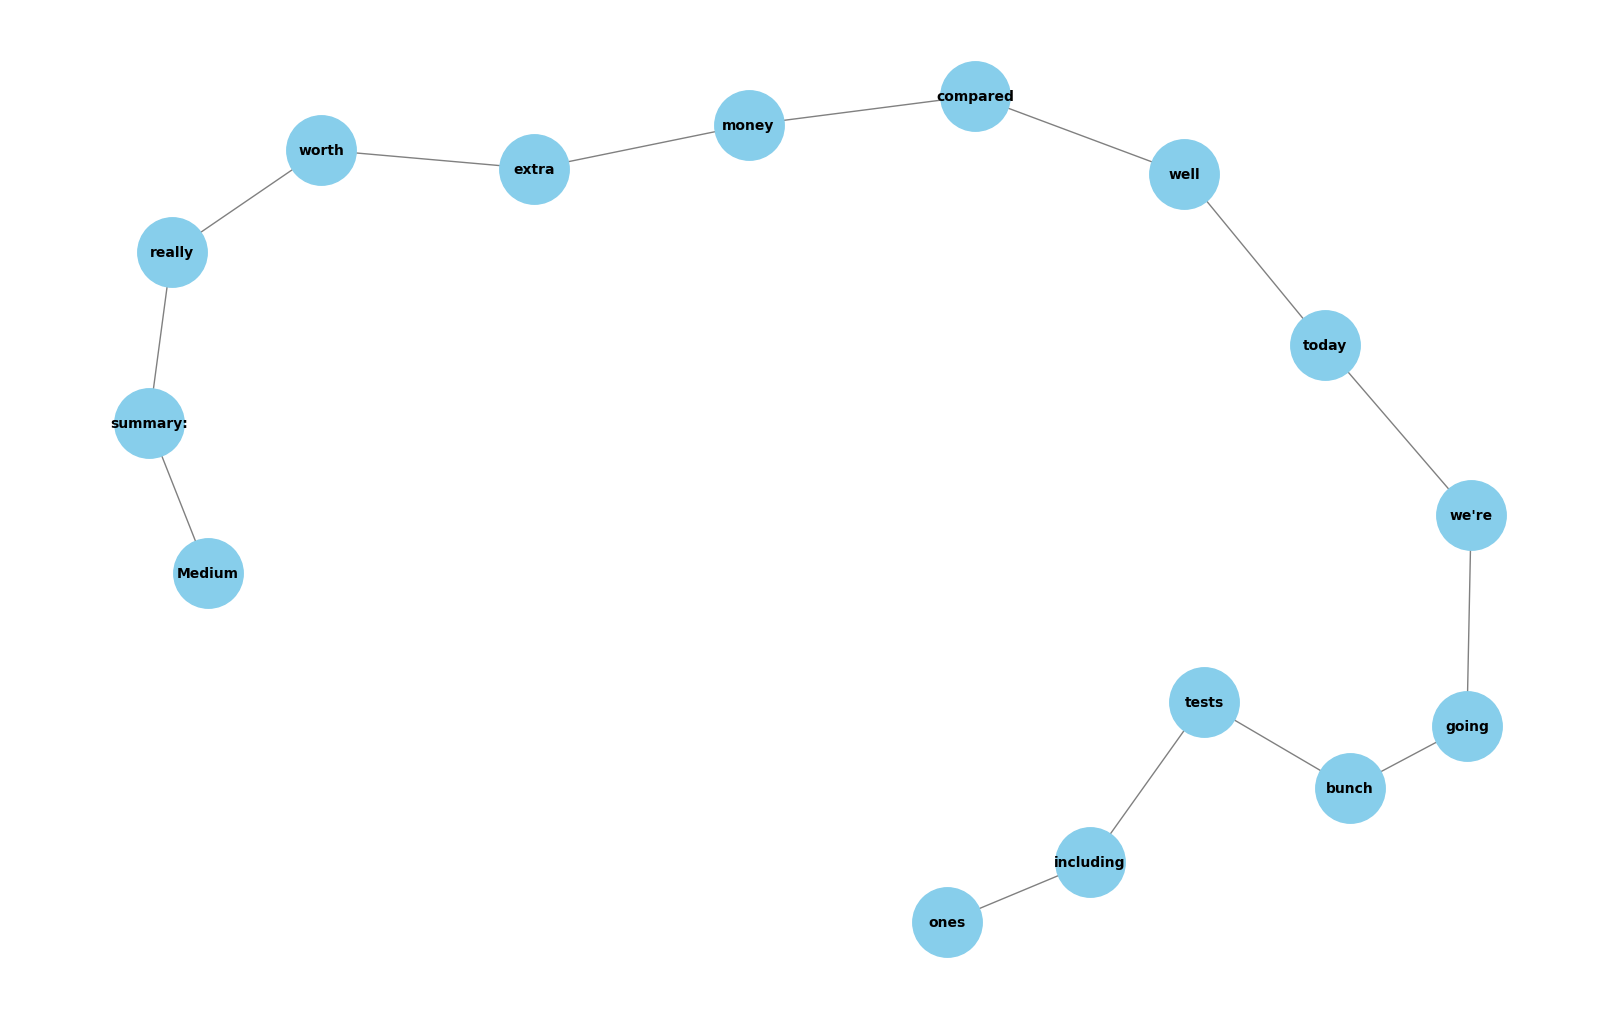 Medium
summary:
really
worth
extra
money
compared
well
today
we're
going
bunch
tests
including
ones